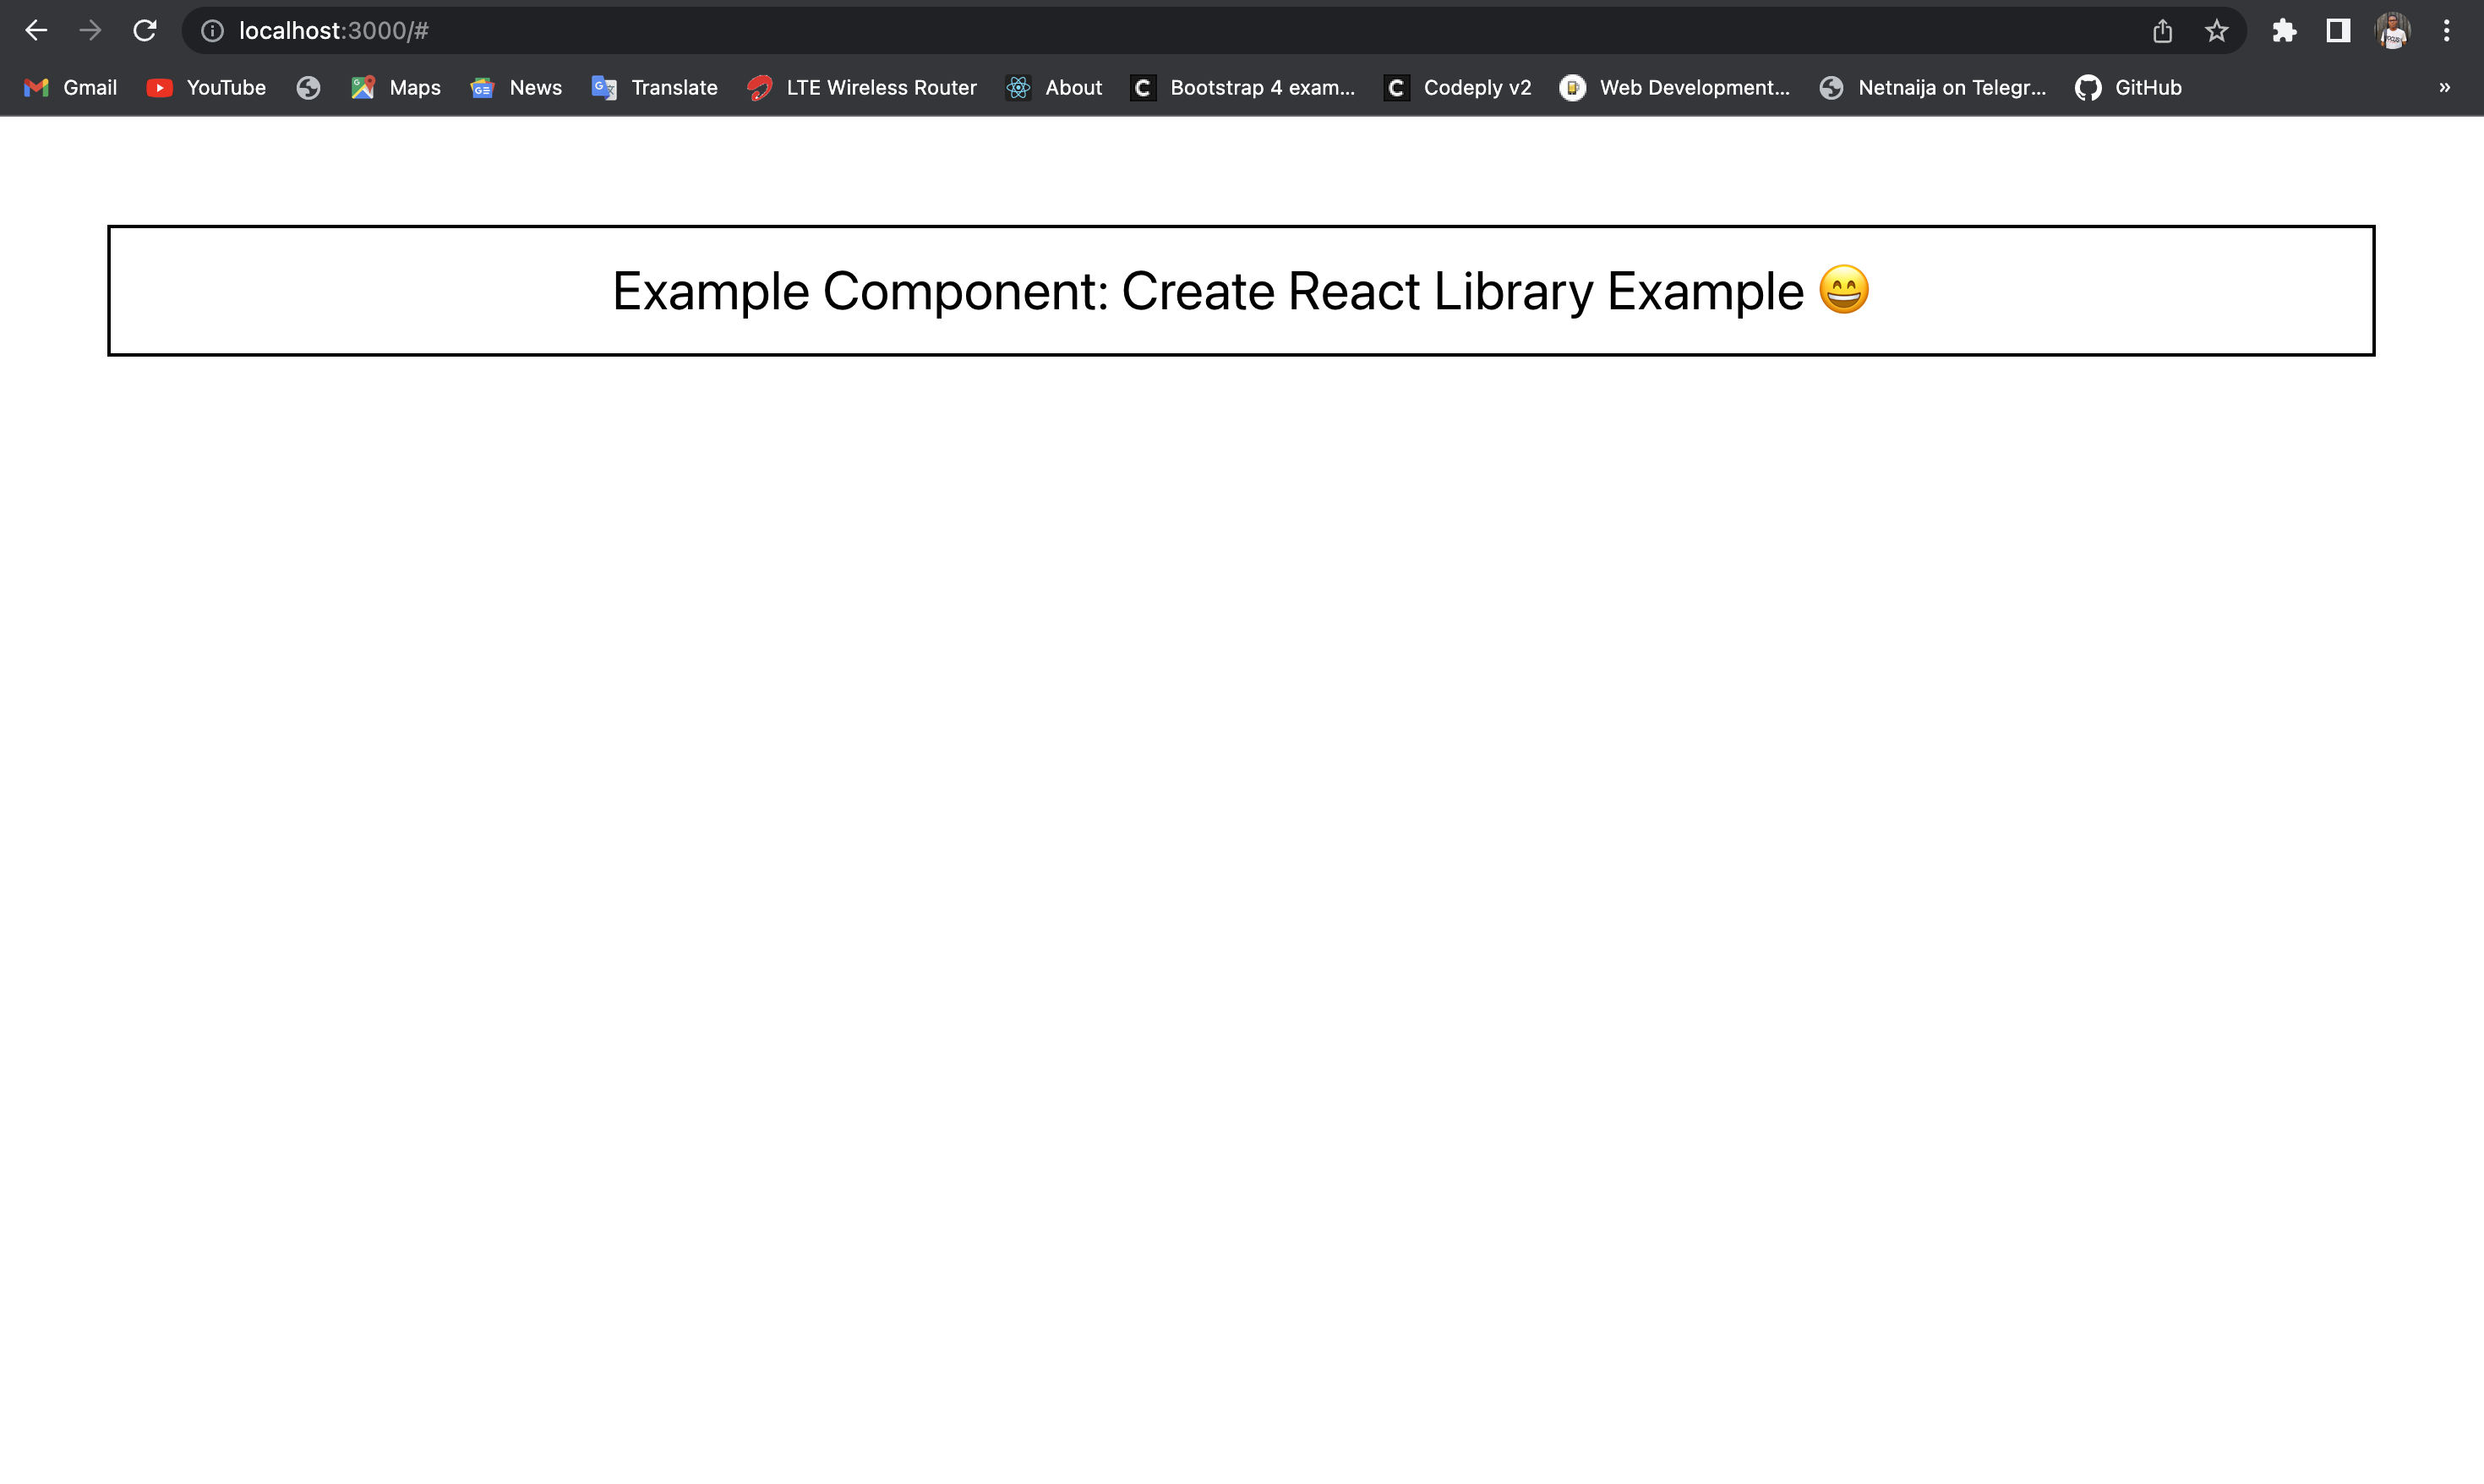 localhost:3000/#
Gmail YouTube Maps News Translate LTE Wireless Router About Bootstrap 4 exam... Codeply v2 Web Development... Netnaija on Telegr... GitHub »
Example Component: Create React Library Example 😄